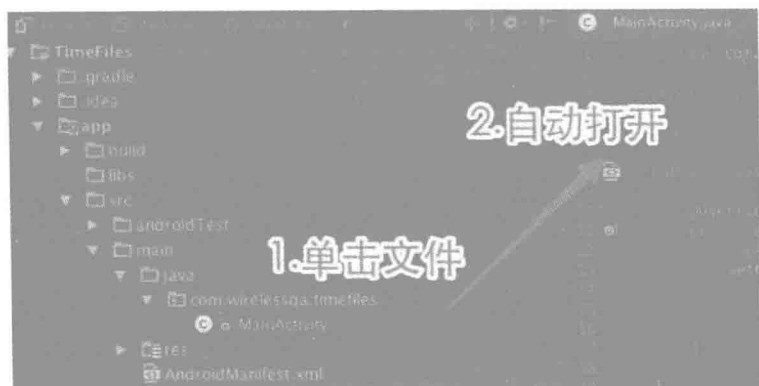 MainActivity.java
TimeFiles
.gradle
.idea
app
build
libs
src
androidTest
main
java
com.wirelessqa.timefiles
MainActivity
res
AndroidManifest.xml
2.自动打开
1.单击文件